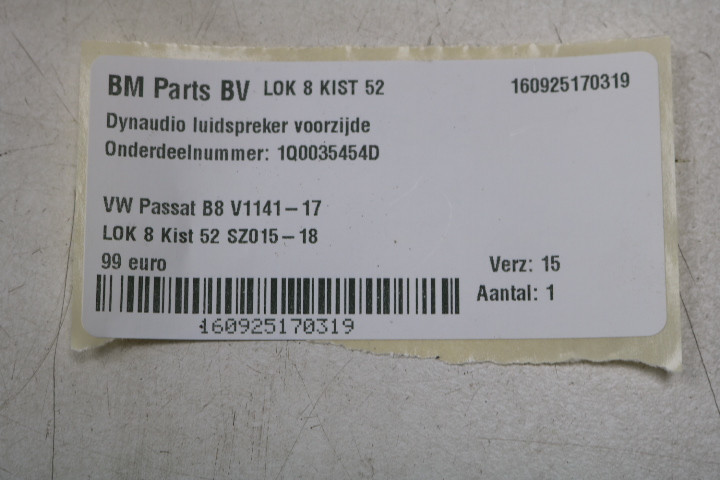 BM Parts BV LOK 8 KIST 52 160925170319
Dynaudio luidspreker voorzijde
Onderdeelnummer: 1Q0035454D
VW Passat B8 V1141-17
LOK 8 Kist 52 SZ015-18
99 euro Verz: 15
Aantal: 1
160925170319